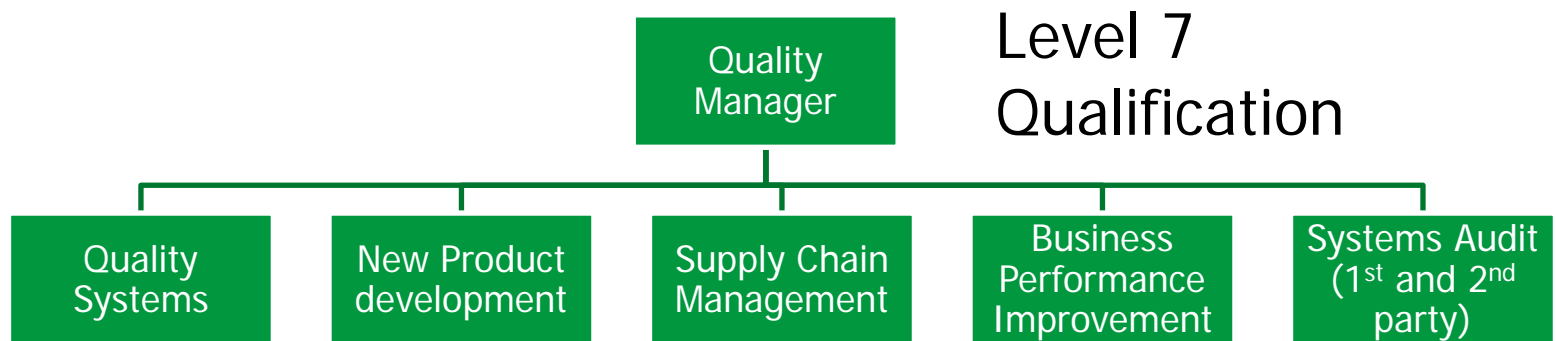 Quality
Manager
Level 7
Qualification
Quality
Systems
New Product
development
Supply Chain
Management
Business
Performance
Improvement
Systems Audit
(1st and 2nd
party)